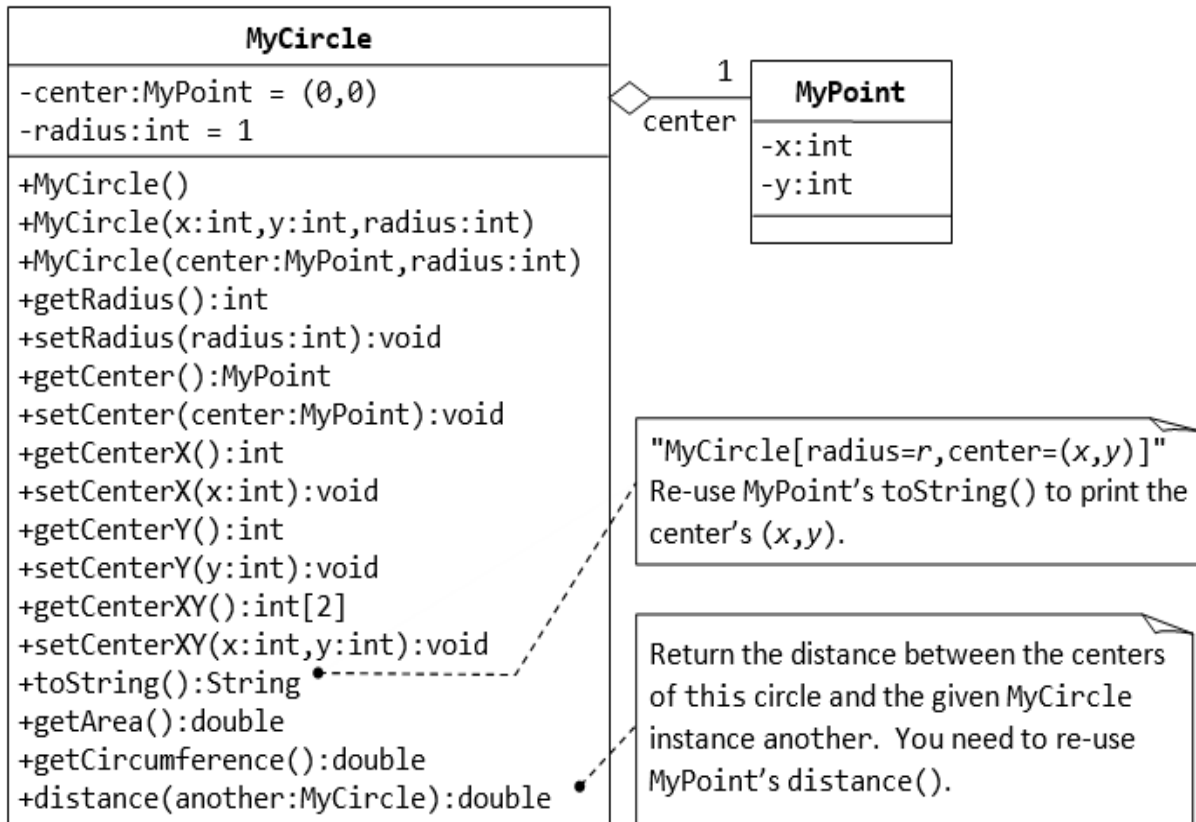 MyCircle
-center:MyPoint = (0,0)
-radius:int = 1
+MyCircle()
+MyCircle(x:int,y:int,radius:int)
+MyCircle(center:MyPoint,radius:int)
+getRadius():int
+setRadius(radius:int):void
+getCenter():MyPoint
+setCenter(center:MyPoint):void
+getCenterX():int
+setCenterX(x:int):void
+getCenterY():int
+setCenterY(y:int):void
+getCenterXY():int[2]
+setCenterXY(x:int,y:int):void
+toString():String
+getArea():double
+getCircumference():double
+distance(another:MyCircle):double
1
center
MyPoint
-x:int
-y:int
"MyCircle[radius=r,center=(x,y)]"
Re-use MyPoint's toString() to print the
center's (x,y).
Return the distance between the centers
of this circle and the given MyCircle
instance another. You need to re-use
MyPoint's distance().